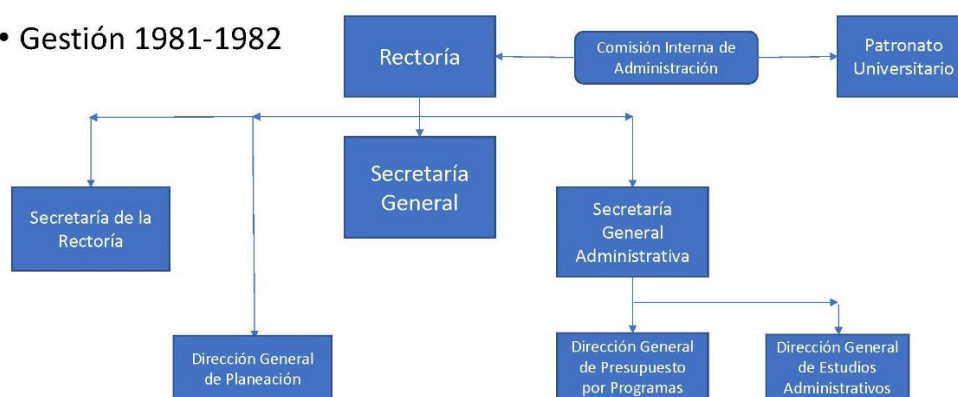 • Gestión 1981-1982
Rectoría
Comisión Interna de
Administración
Patronato
Universitario
Secretaría
General
Secretaría de la
Rectoría
Secretaría
General
Administrativa
Dirección General
de Planeación
Dirección General
de Presupuesto
por Programas
Dirección General
de Estudios
Administrativos